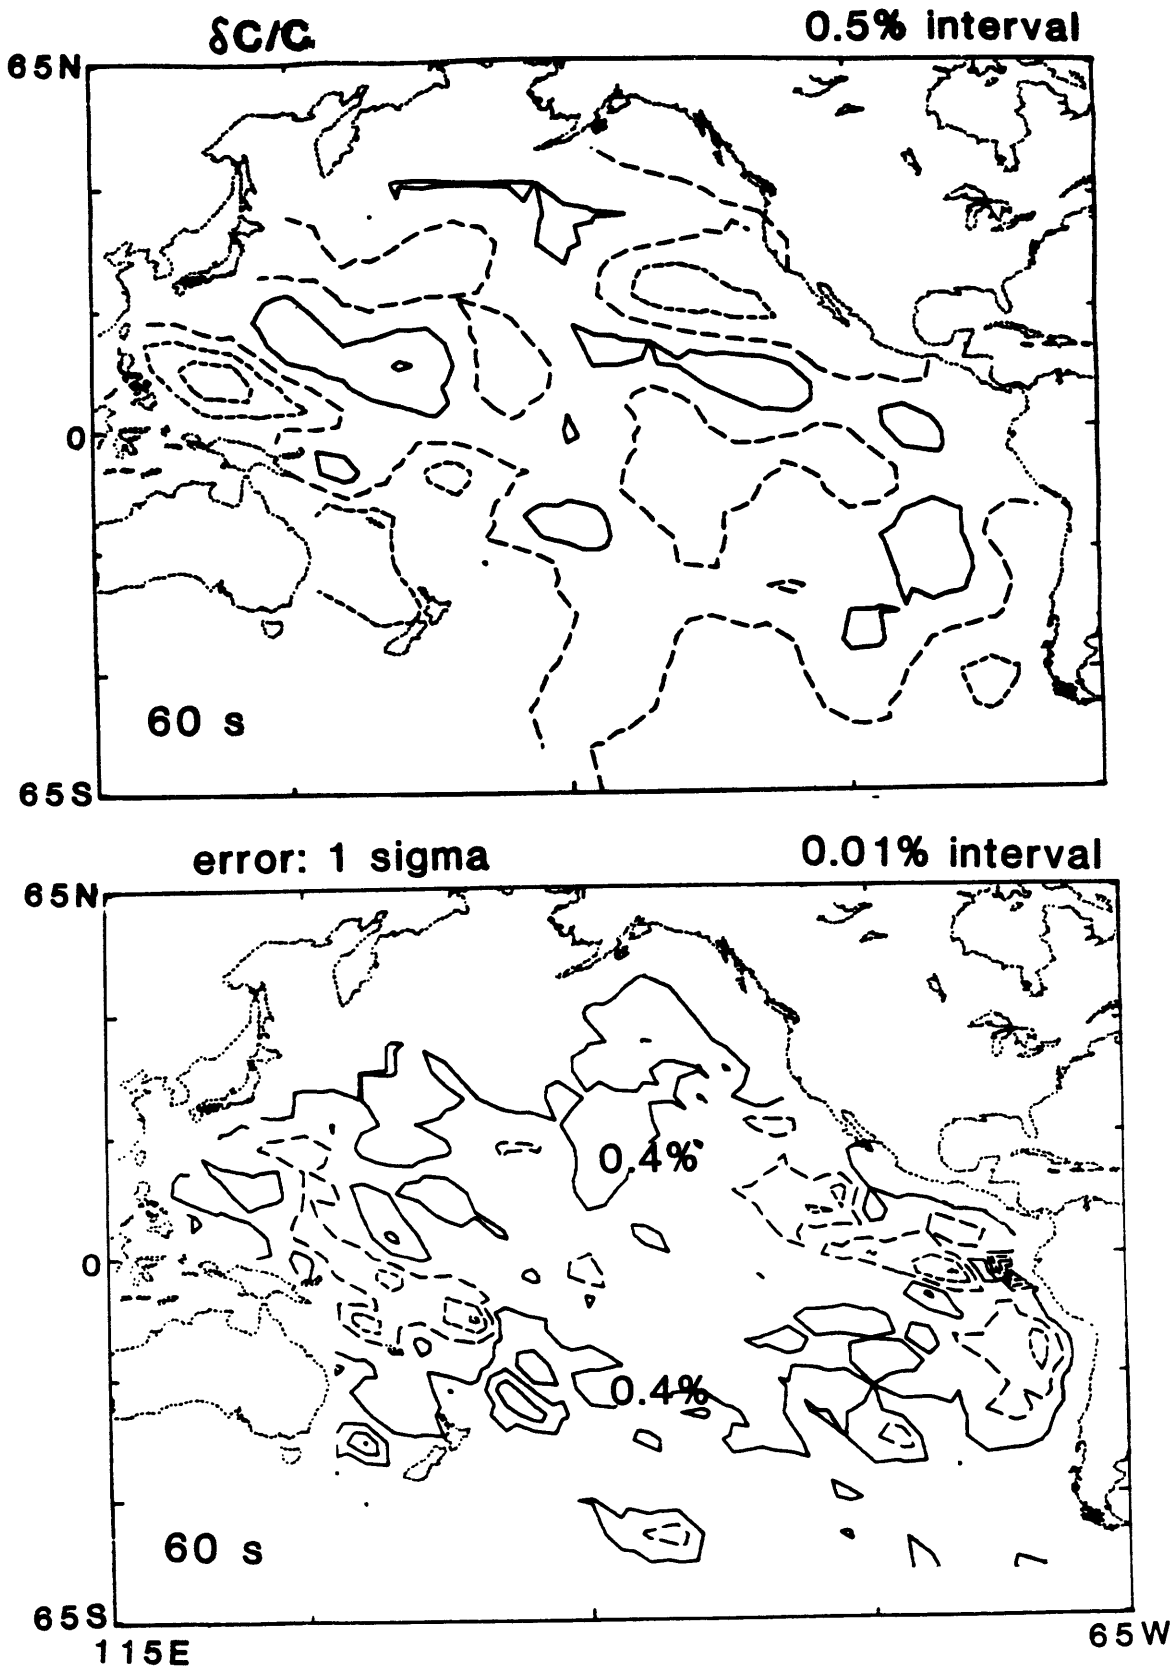 δC/C
0.5% interval
65N
0
60 s
65S
error: 1 sigma
0.01% interval
65N
0.4%
0
0.4%
60 s
65S
115E
65W